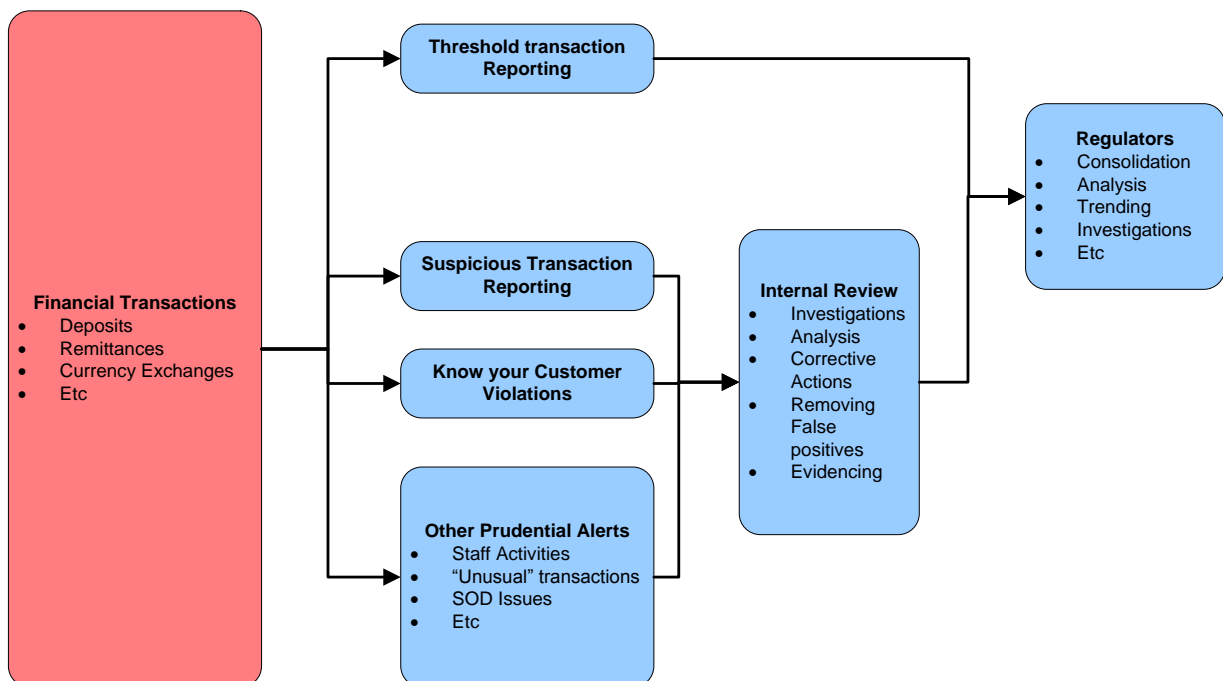 Financial Transactions
• Deposits
• Remittances
• Currency Exchanges
• Etc
Threshold transaction
Reporting
Suspicious Transaction
Reporting
Know your Customer
Violations
Other Prudential Alerts
• Staff Activities
• “Unusual” transactions
• SOD Issues
• Etc
Internal Review
• Investigations
• Analysis
• Corrective
Actions
• Removing
False
positives
• Evidencing
Regulators
• Consolidation
• Analysis
• Trending
• Investigations
• Etc